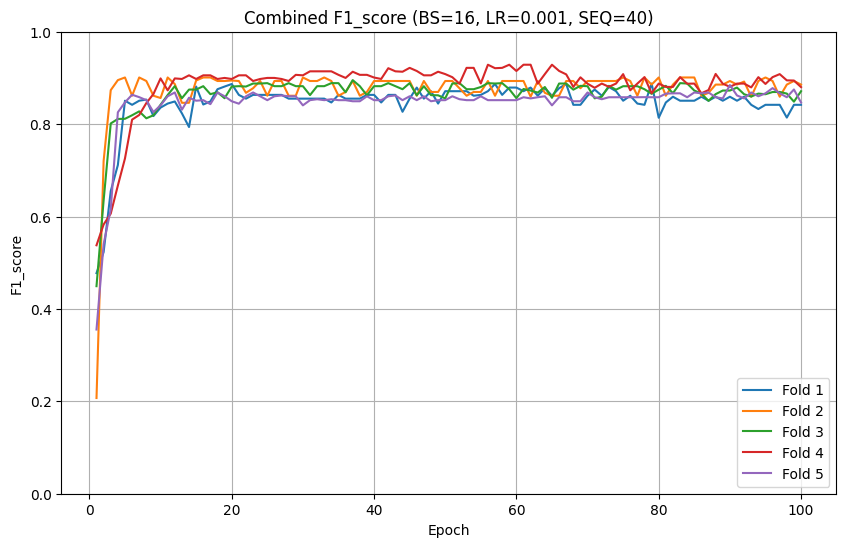 Combined F1_score (BS=16, LR=0.001, SEQ=40)
1.0
0.8
0.6
0.4
0.2
0.0
F1_score
0 20 40 60 80 100
Epoch
Fold 1
Fold 2
Fold 3
Fold 4
Fold 5